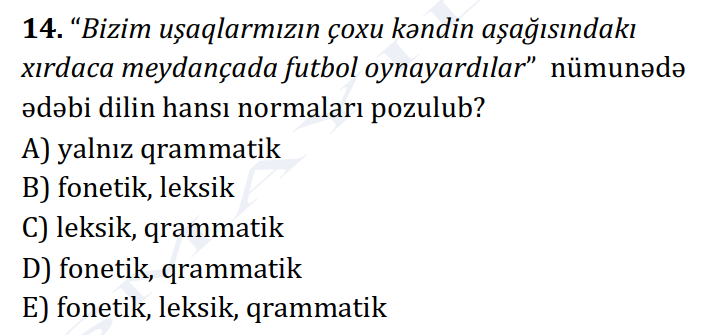 14. “Bizim uşaqlarmızın çoxu kəndin aşağısındakı
xırdaca meydançada futbol oynayardılar” nümunədə
ədəbi dilin hansı normaları pozulub?
A) yalnız qrammatik
B) fonetik, leksik
C) leksik, qrammatik
D) fonetik, qrammatik
E) fonetik, leksik, qrammatik